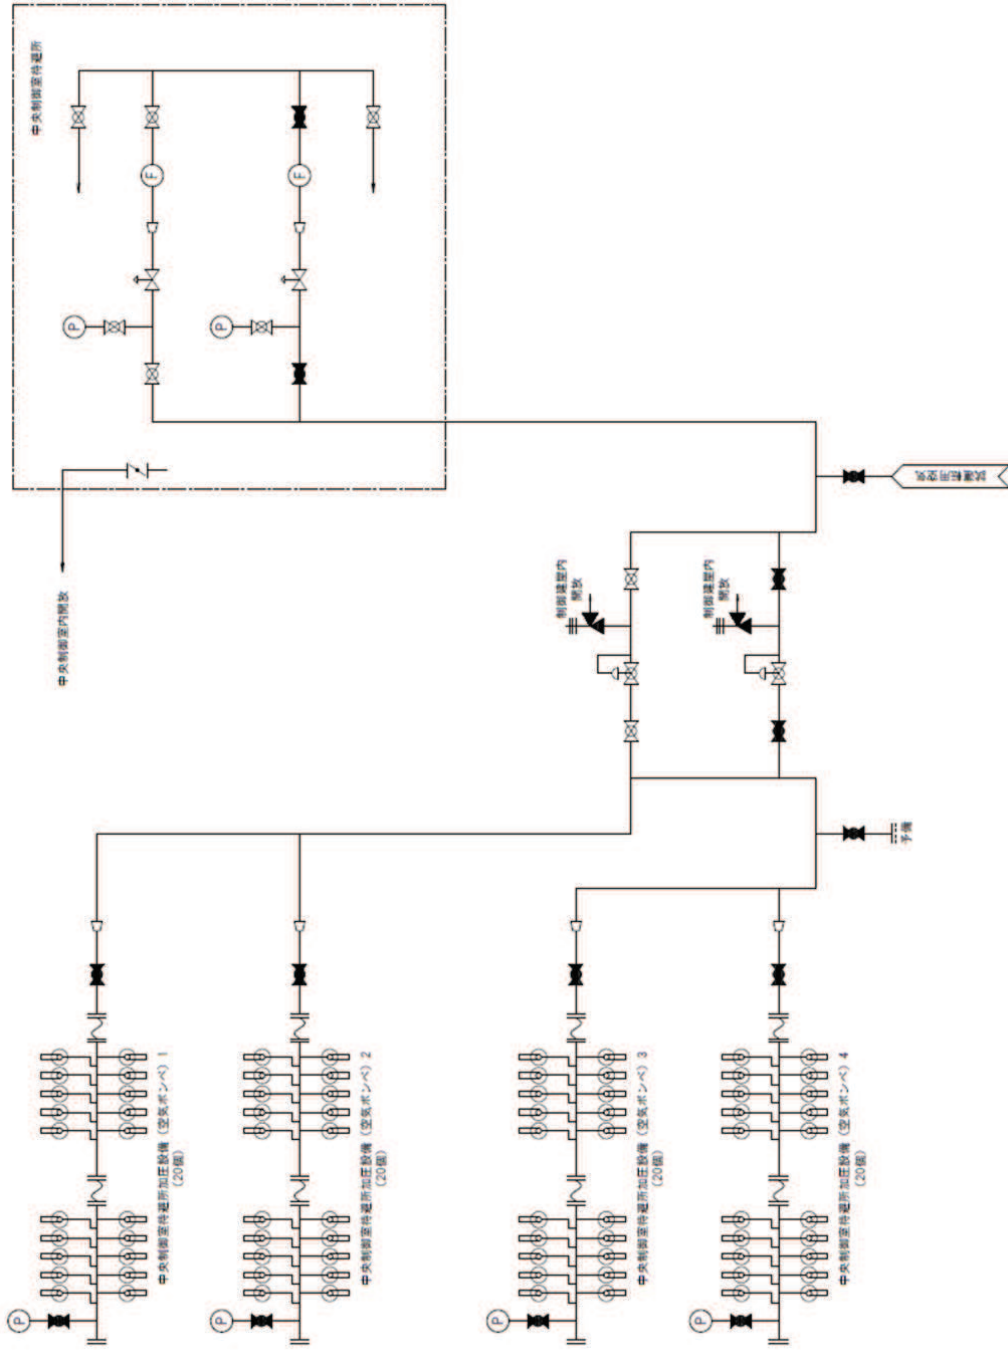 中央制御室待避所
P
F
P
F
中央制御室内開放
制御建屋内
開放
制御建屋内
開放
試運転用空気
予備
中央制御室待避所加圧設備(空気ボンベ)1
(20個)
P
中央制御室待避所加圧設備(空気ボンベ)2
(20個)
P
中央制御室待避所加圧設備(空気ボンベ)3
(20個)
P
中央制御室待避所加圧設備(空気ボンベ)4
(20個)
P